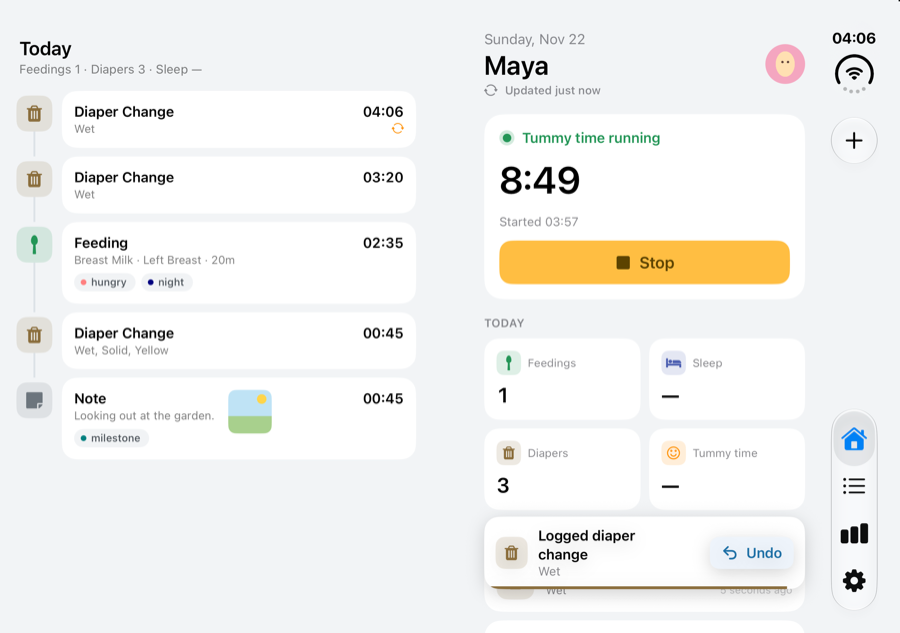 Today
Feedings 1 · Diapers 3 · Sleep —
Diaper Change
04:06
Wet
Diaper Change
03:20
Wet
Feeding
02:35
Breast Milk · Left Breast · 20m
hungry
night
Diaper Change
00:45
Wet, Solid, Yellow
Note
00:45
Looking out at the garden.
milestone
Sunday, Nov 22
Maya
Updated just now
Tummy time running
8:49
Started 03:57
Stop
TODAY
Feedings
1
Sleep
—
Diapers
3
Tummy time
—
Logged diaper
change
Wet
Undo
Wet
5 seconds ago
04:06